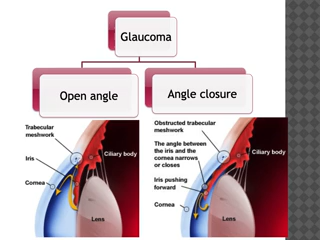 Glaucoma
Open angle
Angle closure
Trabecular
meshwork
Iris
Cornea
Ciliary body
Lens
Obstructed trabecular
meshwork
The angle between
the iris and the
cornea narrows
or closes
Iris pushing
forward
Cornea
Ciliary body
Lens